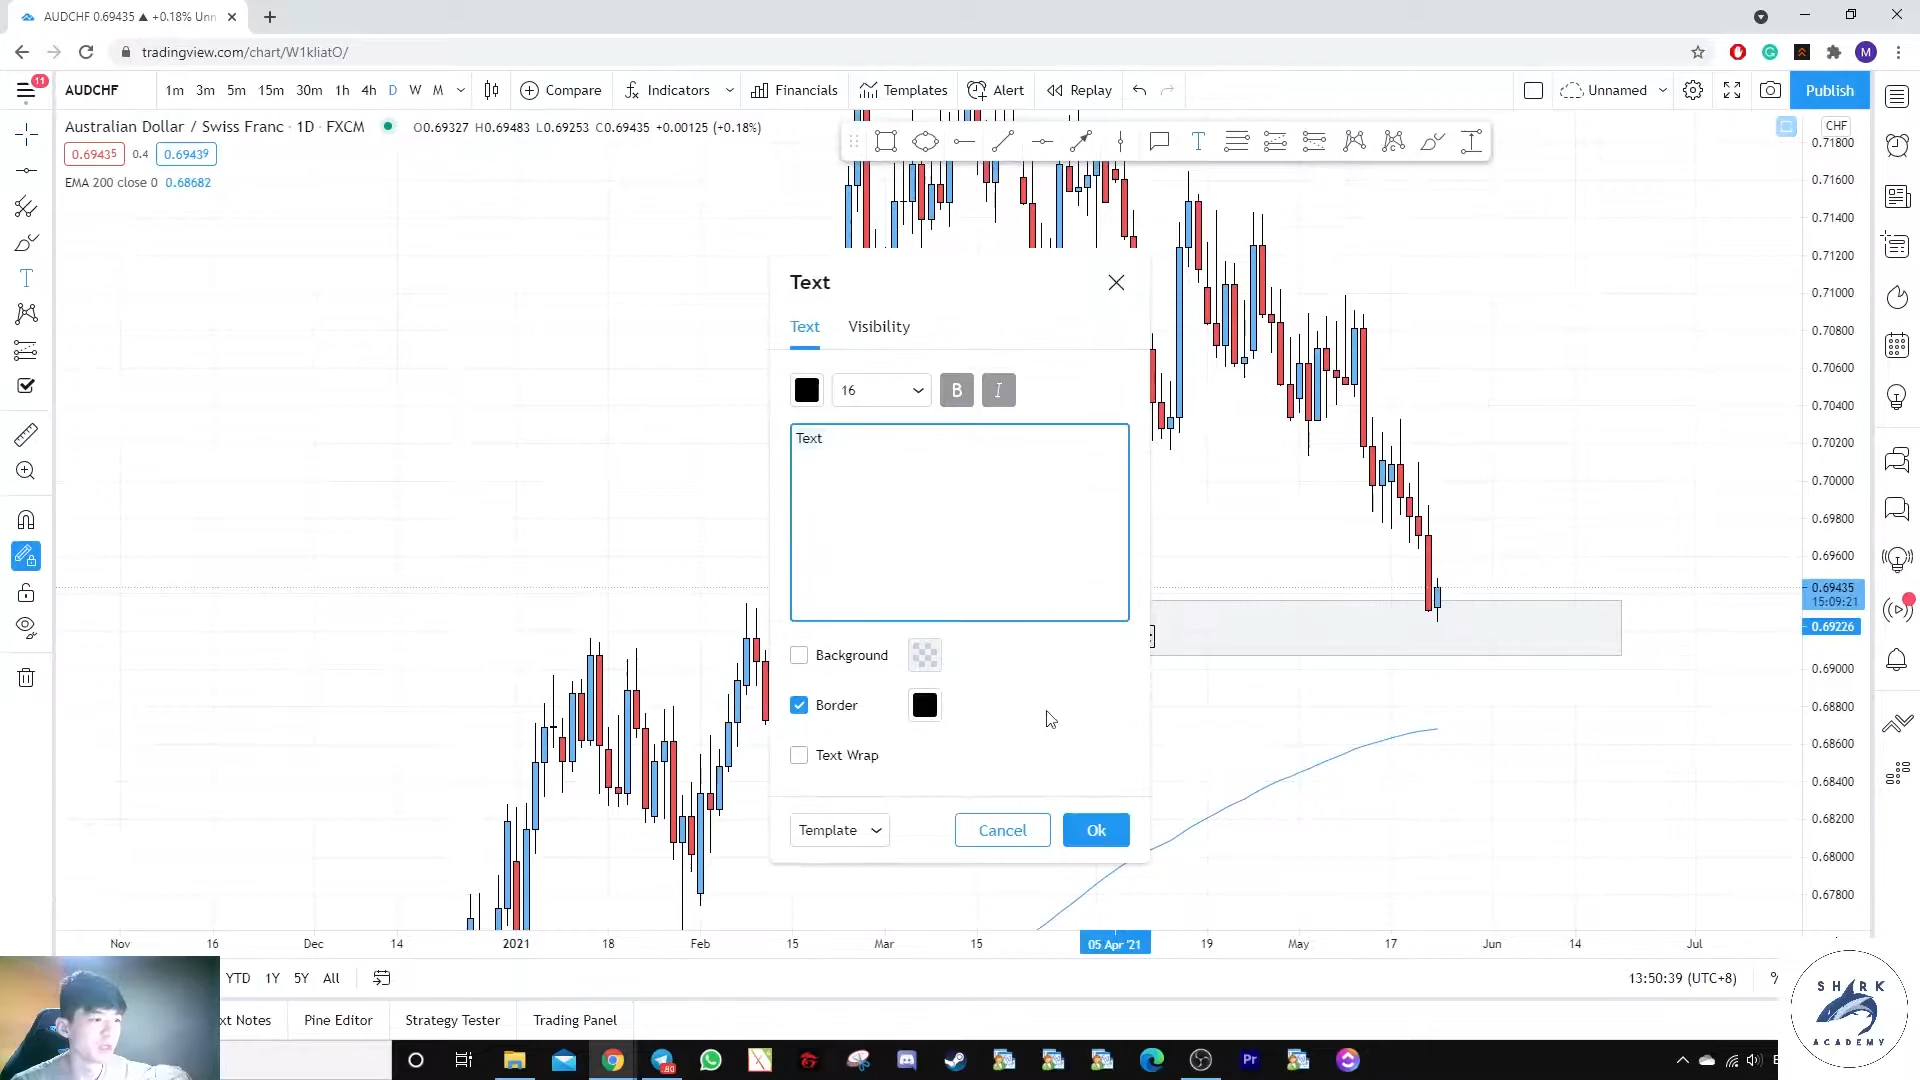 AUDCHF 0.69435 ▲ +0.18% Unn
tradingview.com/chart/W1kliatO/
M
11
AUDCHF
1m 3m 5m 15m 30m 1h 4h D W M
Compare
Indicators
Financials
Templates
Alert
Replay
Unnamed
Publish
Australian Dollar / Swiss Franc · 1D · FXCM
O0.69327 H0.69483 L0.69253 C0.69435 +0.00125 (+0.18%)
0.69435 0.4 0.69439
EMA 200 close 0 0.68682
CHF
0.71800
0.71600
0.71400
0.71200
0.71000
0.70800
0.70600
0.70400
0.70200
0.70000
0.69800
0.69600
0.69435
15:09:21
0.69226
0.69000
0.68800
0.68600
0.68400
0.68200
0.68000
0.67800
Text
Text Visibility
16 B I
Text
Background
Border
Text Wrap
Template Cancel Ok
Nov 16 Dec 14 2021 18 Feb 15 Mar 15 05 Apr '21 19 May 17 Jun 14 Jul
YTD 1Y 5Y All
13:50:39 (UTC+8) %
xt Notes Pine Editor Strategy Tester Trading Panel
Pr
SHARK
ACADEMY